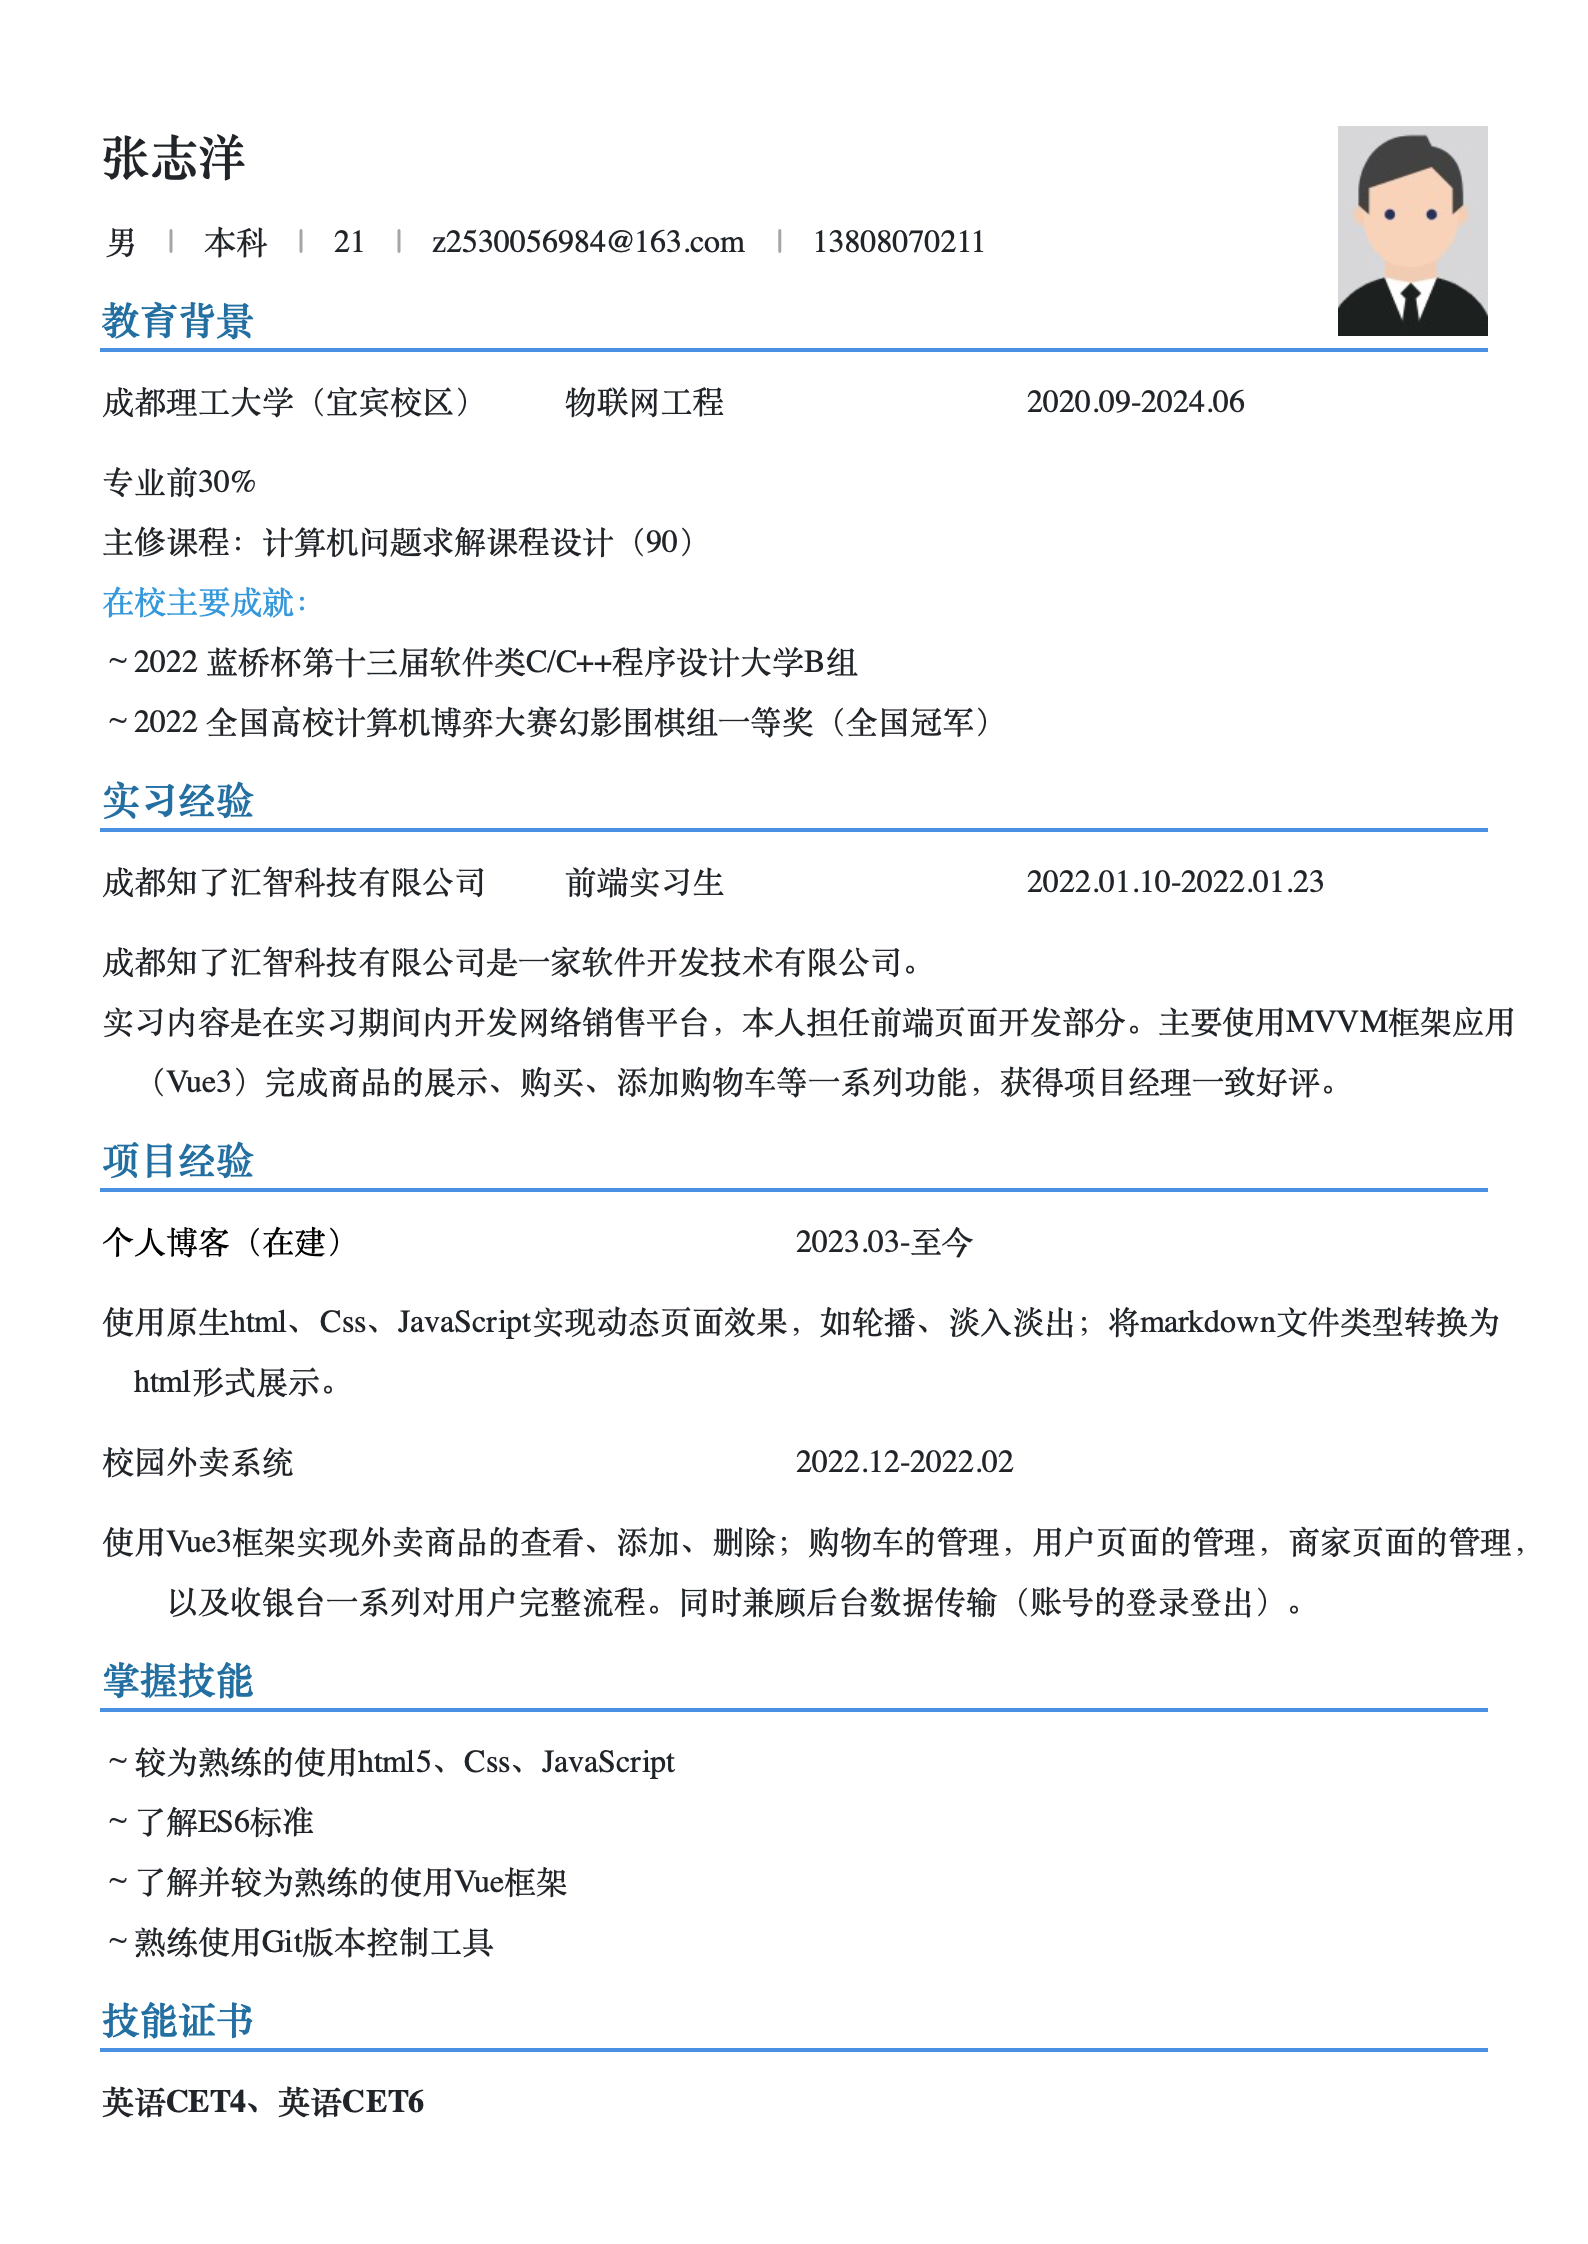 张志洋
男 | 本科 | 21 | z2530056984@163.com | 13808070211
教育背景
成都理工大学（宜宾校区） 物联网工程 2020.09-2024.06
专业前30%
主修课程：计算机问题求解课程设计（90）
在校主要成就：
~ 2022 蓝桥杯第十三届软件类C/C++程序设计大学B组
~ 2022 全国高校计算机博弈大赛幻影围棋组一等奖（全国冠军）
实习经验
成都知了汇智科技有限公司 前端实习生 2022.01.10-2022.01.23
成都知了汇智科技有限公司是一家软件开发技术有限公司。
实习内容是在实习期间内开发网络销售平台，本人担任前端页面开发部分。主要使用MVVM框架应用
（Vue3）完成商品的展示、购买、添加购物车等一系列功能，获得项目经理一致好评。
项目经验
个人博客（在建） 2023.03-至今
使用原生html、Css、JavaScript实现动态页面效果，如轮播、淡入淡出；将markdown文件类型转换为
html形式展示。
校园外卖系统 2022.12-2022.02
使用Vue3框架实现外卖商品的查看、添加、删除；购物车的管理，用户页面的管理，商家页面的管理，
以及收银台一系列对用户完整流程。同时兼顾后台数据传输（账号的登录登出）。
掌握技能
~ 较为熟练的使用html5、Css、JavaScript
~ 了解ES6标准
~ 了解并较为熟练的使用Vue框架
~ 熟练使用Git版本控制工具
技能证书
英语CET4、英语CET6